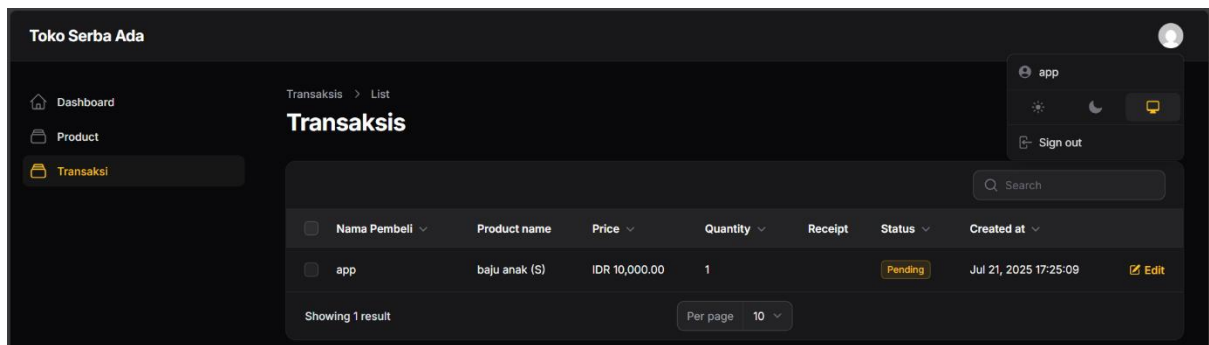 Toko Serba Ada
app
Sign out
Dashboard
Product
Transaksi
Transaksis > List
Transaksis
Search
Nama Pembeli Product name Price Quantity Receipt Status Created at
app baju anak (S) IDR 10,000.00 1 Pending Jul 21, 2025 17:25:09 Edit
Showing 1 result Per page 10